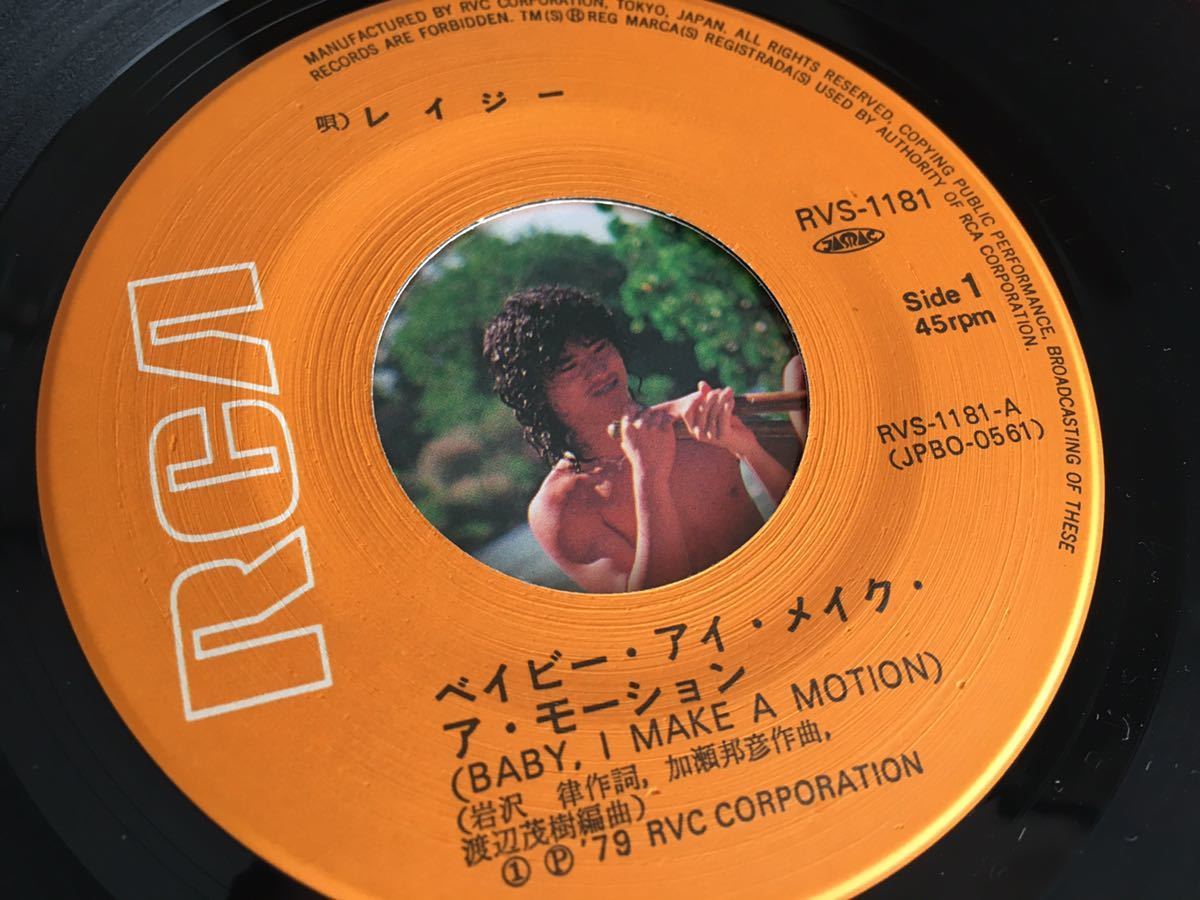 MANUFACTURED BY RVC CORPORATION, TOKYO, JAPAN. ALL RIGHTS RESERVED, COPYING PUBLIC PERFORMANCE, BROADCASTING OF THESE
RECORDS ARE FORBIDDEN. TM(S)®REG MARCA(S) REGISTRADA(S) USED BY AUTHORITY OF RCA CORPORATION.
唄) レイジー
RCA
RVS-1181
JASRAC
Side 1
45rpm
RVS-1181-A
(JPBO-0561)
ベイビー・アイ・メイク・
ア・モーション
(BABY, I MAKE A MOTION)
(岩沢 律作詞, 加瀬邦彦作曲,
渡辺茂樹編曲)
① Ⓟ '79 RVC CORPORATION